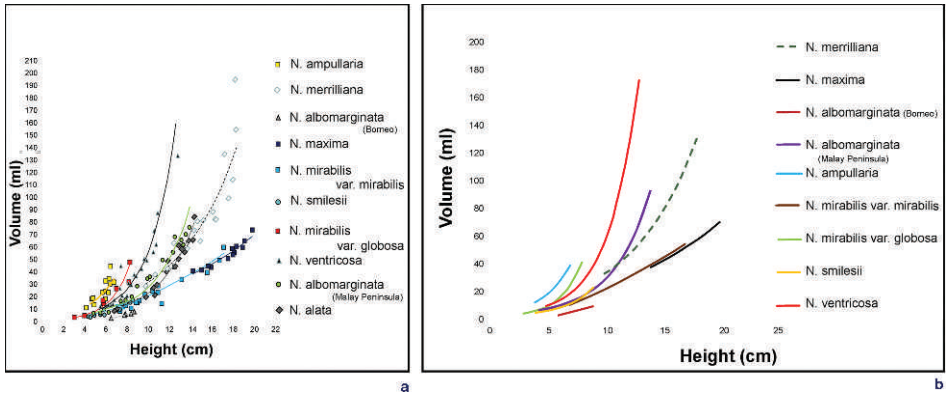 210
200
190
180
170
160
150
140
130
120
110
100
90
80
70
60
50
40
30
20
10
0
Volume (ml)
0 2 4 6 8 10 12 14 16 18 20 22
Height (cm)
N. ampullaria
N. merrilliana
N. albomarginata
(Borneo)
N. maxima
N. mirabilis
var. mirabilis
N. smilesii
N. mirabilis
var. globosa
N. ventricosa
N. albomarginata
(Malay Peninsula)
N. alata
a
200
180
160
140
120
100
80
60
40
20
0
Volume (ml)
0 5 10 15 20 25
Height (cm)
N. merrilliana
N. maxima
N. albomarginata (Borneo)
N. albomarginata
(Malay Peninsula)
N. ampullaria
N. mirabilis var. mirabilis
N. mirabilis var. globosa
N. smilesii
N. ventricosa
b